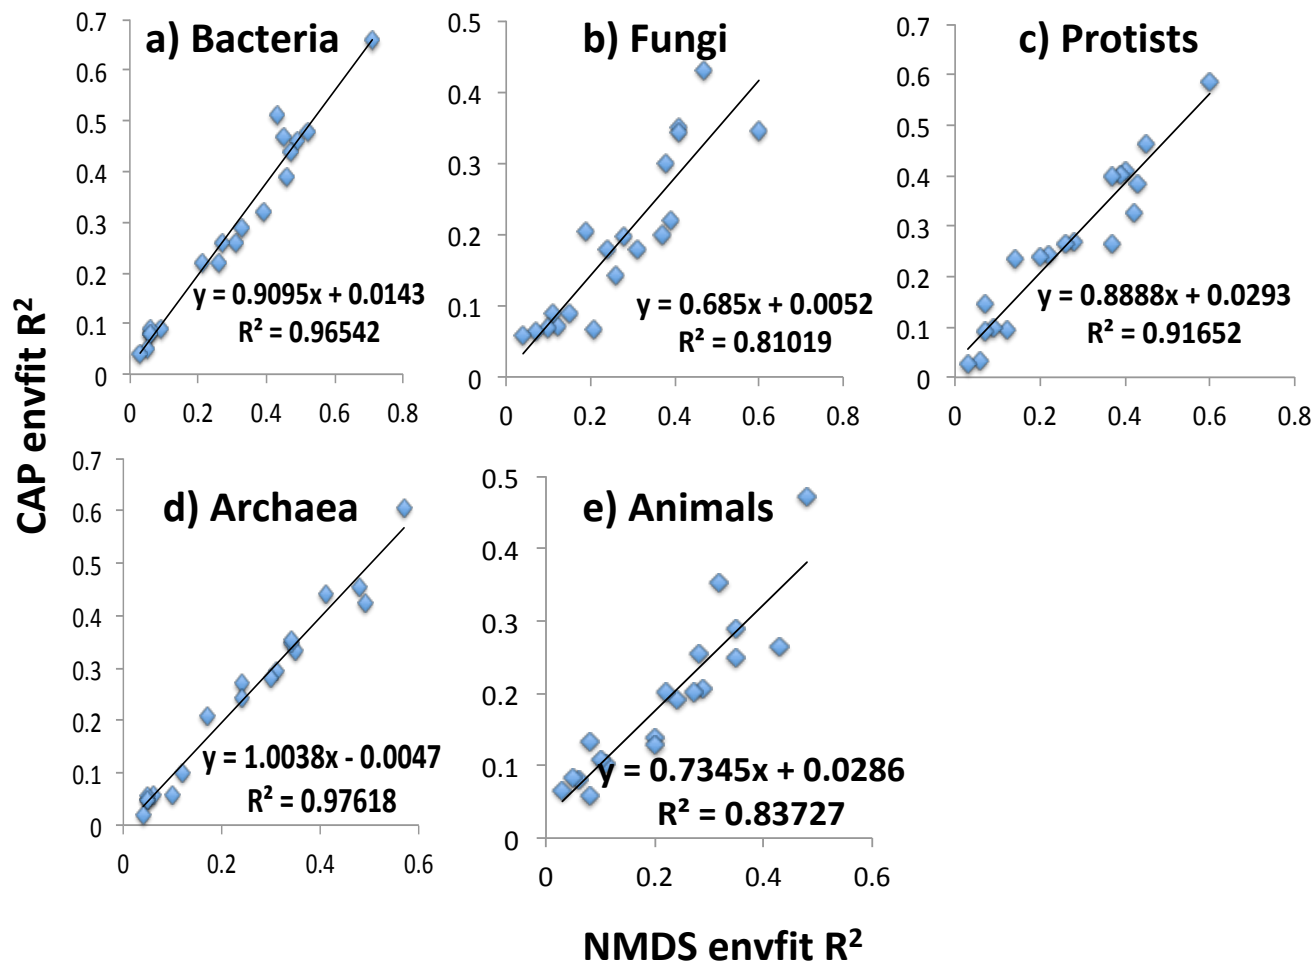 CAP envfit R²
a) Bacteria
0.7
0.6
0.5
0.4
0.3
0.2
0.1
0
y = 0.9095x + 0.0143
R² = 0.96542
0 0.2 0.4 0.6 0.8
b) Fungi
0.5
0.4
0.3
0.2
0.1
0
y = 0.685x + 0.0052
R² = 0.81019
0 0.2 0.4 0.6 0.8
c) Protists
0.7
0.6
0.5
0.4
0.3
0.2
0.1
0
y = 0.8888x + 0.0293
R² = 0.91652
0 0.2 0.4 0.6 0.8
d) Archaea
0.7
0.6
0.5
0.4
0.3
0.2
0.1
0
y = 1.0038x - 0.0047
R² = 0.97618
0 0.2 0.4 0.6
e) Animals
0.5
0.4
0.3
0.2
0.1
0
y = 0.7345x + 0.0286
R² = 0.83727
0 0.2 0.4 0.6
NMDS envfit R²